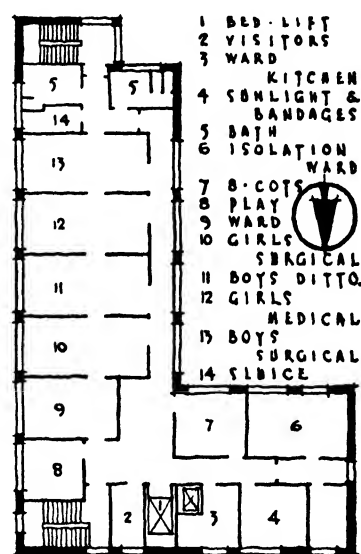 1 BED-LIFT
2 VISITORS
3 WARD
KITCHEN
4 SUNLIGHT &
BANDAGES
5 BATH
6 ISOLATION
WARD
7 8-COTS
8 PLAY
9 WARD
10 GIRLS
SURGICAL
11 BOYS DITTO
12 GIRLS
MEDICAL
13 BOYS
SURGICAL
14 SLUICE
5
5
14
13
12
11
10
9
8
7
6
2
1
3
4